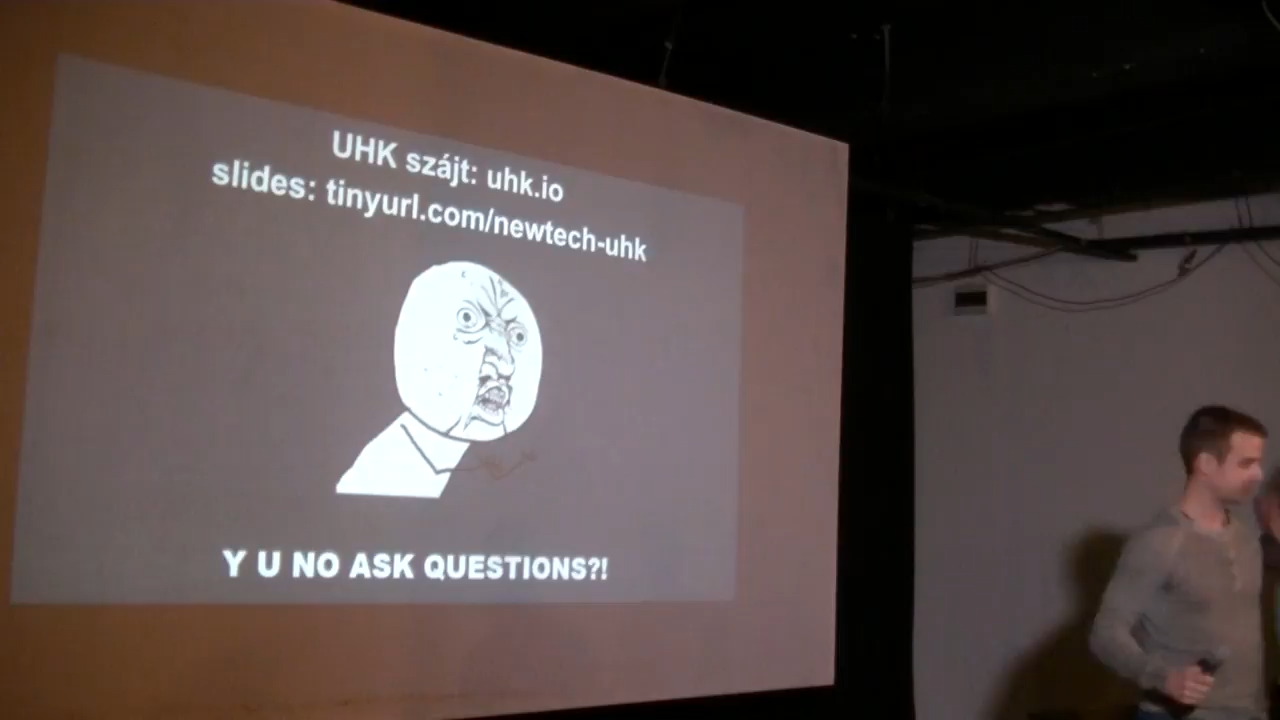 UHK szájt: uhk.io
slides: tinyurl.com/newtech-uhk
Y U NO ASK QUESTIONS?!